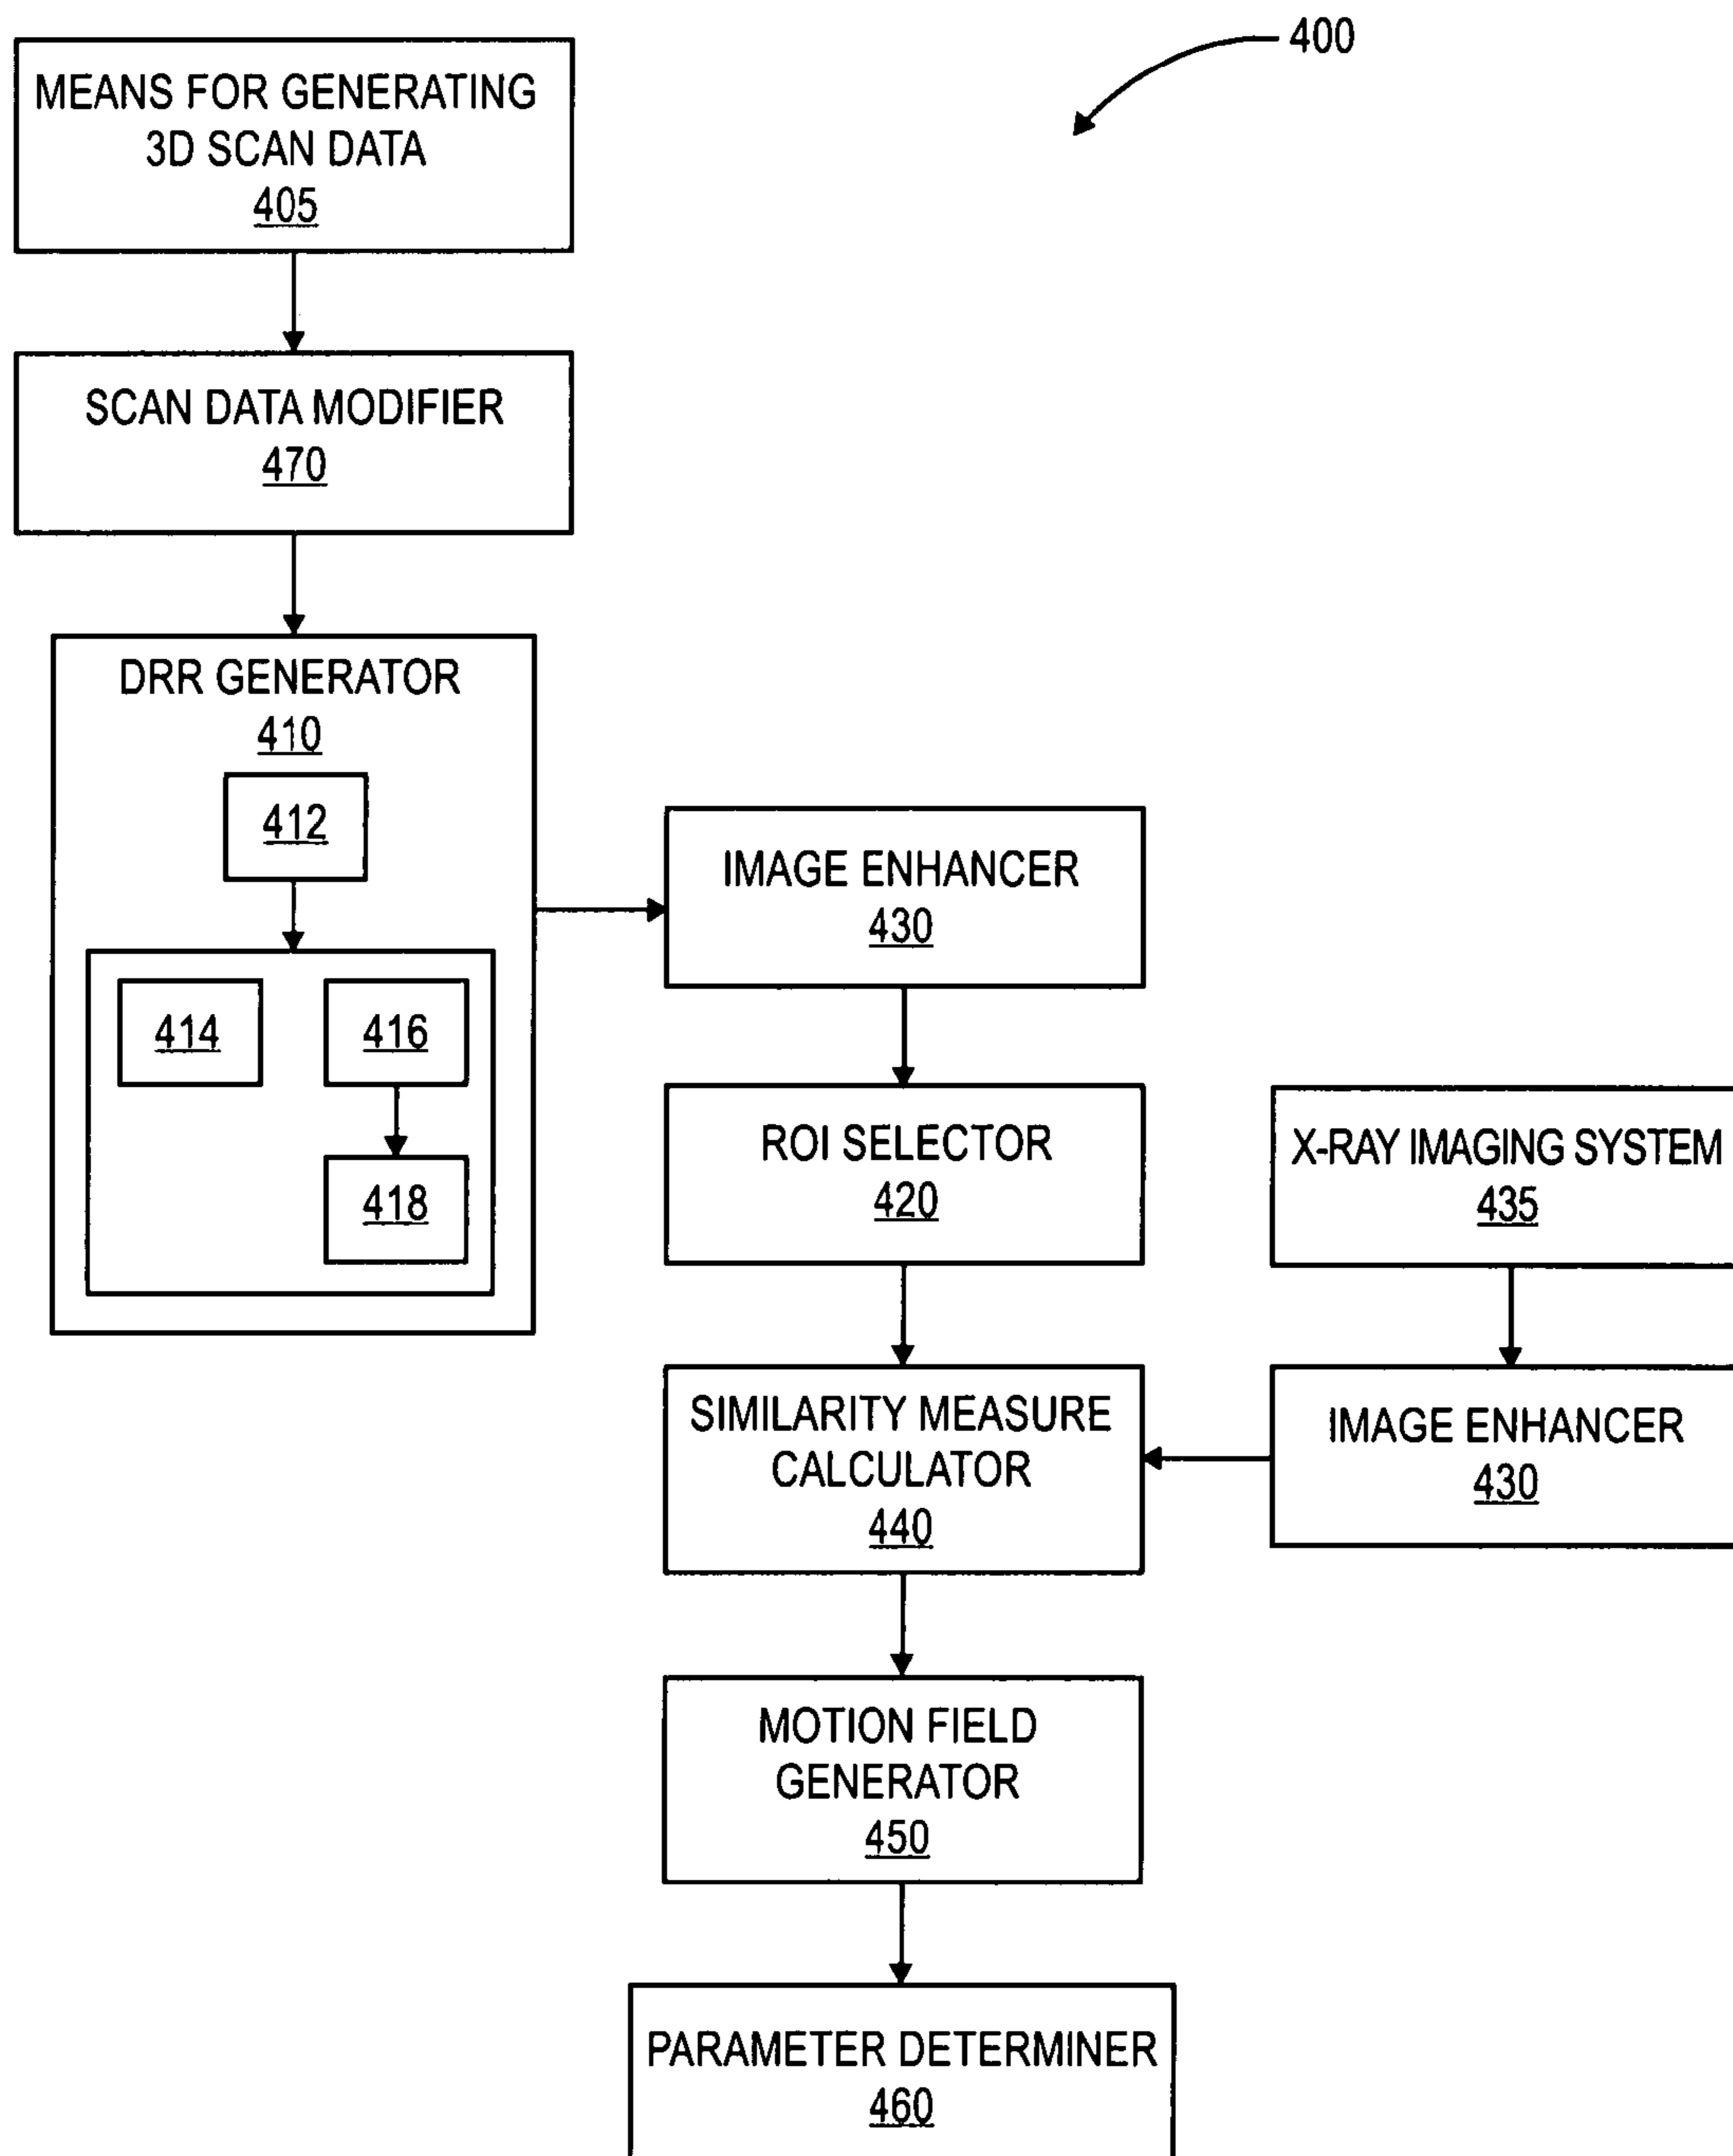 400
MEANS FOR GENERATING
3D SCAN DATA
405
SCAN DATA MODIFIER
470
DRR GENERATOR
410
412
414
416
418
IMAGE ENHANCER
430
ROI SELECTOR
420
X-RAY IMAGING SYSTEM
435
SIMILARITY MEASURE
CALCULATOR
440
IMAGE ENHANCER
430
MOTION FIELD
GENERATOR
450
PARAMETER DETERMINER
460